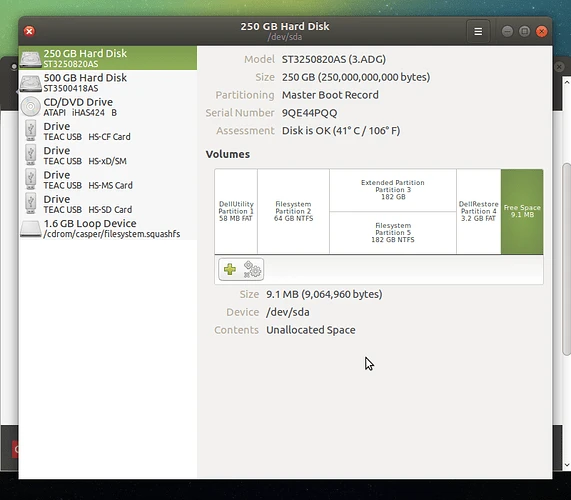 250 GB Hard Disk
/dev/sda
250 GB Hard Disk
ST3250820AS
500 GB Hard Disk
ST3500418AS
CD/DVD Drive
ATAPI iHAS424 B
Drive
TEAC USB HS-CF Card
Drive
TEAC USB HS-xD/SM
Drive
TEAC USB HS-MS Card
Drive
TEAC USB HS-SD Card
1.6 GB Loop Device
/cdrom/casper/filesystem.squashfs
Model ST3250820AS (3.ADG)
Size 250 GB (250,000,000,000 bytes)
Partitioning Master Boot Record
Serial Number 9QE44PQQ
Assessment Disk is OK (41° C / 106° F)
Volumes
DellUtility
Partition 1
58 MB FAT
Filesystem
Partition 2
64 GB NTFS
Extended Partition
Partition 3
182 GB
Filesystem
Partition 5
182 GB NTFS
DellRestore
Partition 4
3.2 GB FAT
Free Space
9.1 MB
Size 9.1 MB (9,064,960 bytes)
Device /dev/sda
Contents Unallocated Space